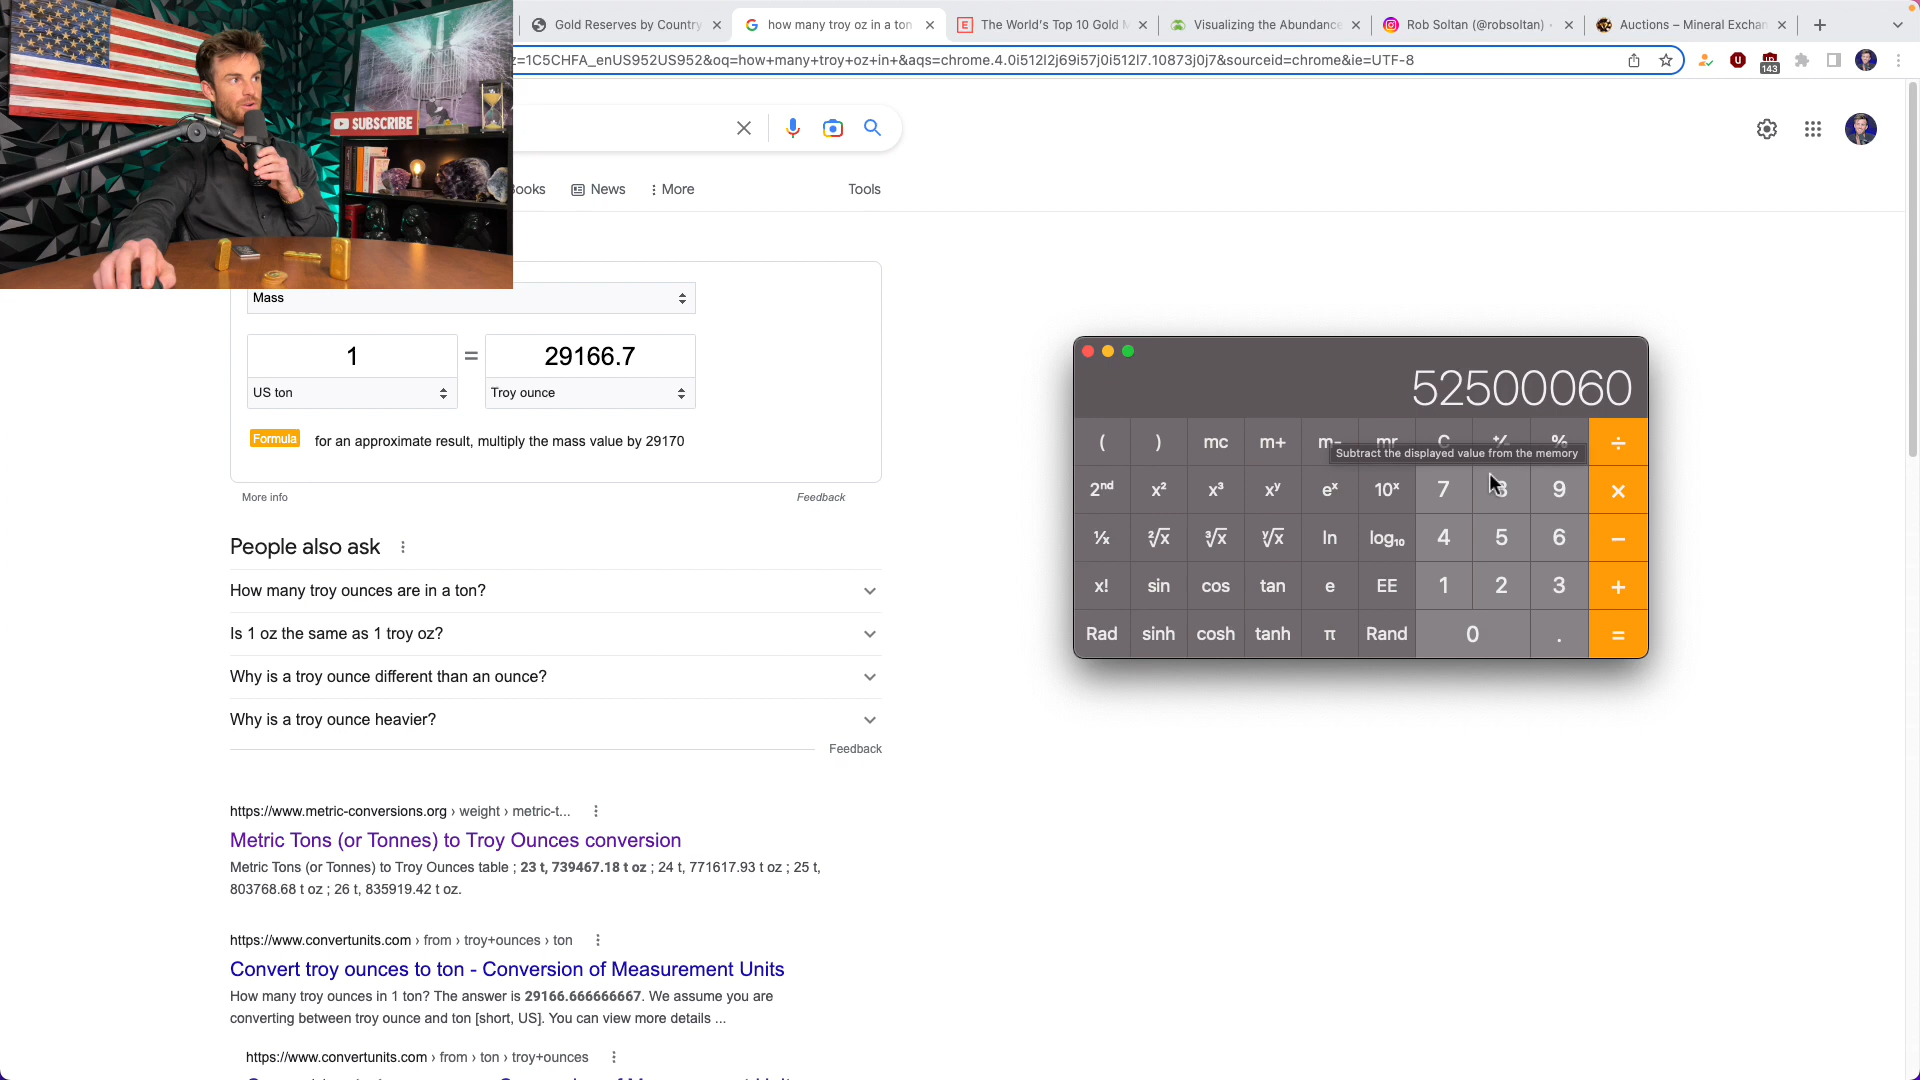 Gold Reserves by Country
how many troy oz in a ton
The World's Top 10 Gold
Visualizing the Abundance
Rob Soltan (@robsoltan)
Auctions – Mineral Exchan
z=1C5CHFA_enUS952US952&oq=how+many+troy+oz+in+&aqs=chrome.4.0i512l2j69i57j0i512l7.10873j0j7&sourceid=chrome&ie=UTF-8
143
SUBSCRIBE
Books
News
More
Tools
Mass
1
=
29166.7
US ton
Troy ounce
Formula
for an approximate result, multiply the mass value by 29170
More info
Feedback
People also ask
How many troy ounces are in a ton?
Is 1 oz the same as 1 troy oz?
Why is a troy ounce different than an ounce?
Why is a troy ounce heavier?
Feedback
https://www.metric-conversions.org › weight › metric-t...
Metric Tons (or Tonnes) to Troy Ounces conversion
Metric Tons (or Tonnes) to Troy Ounces table ; 23 t, 739467.18 t oz ; 24 t, 771617.93 t oz ; 25 t,
803768.68 t oz ; 26 t, 835919.42 t oz.
https://www.convertunits.com › from › troy+ounces › ton
Convert troy ounces to ton - Conversion of Measurement Units
How many troy ounces in 1 ton? The answer is 29166.666666667. We assume you are
converting between troy ounce and ton [short, US]. You can view more details ...
https://www.convertunits.com › from › ton › troy+ounces
52500060
( ) mc m+ m- mr C +/- % ÷
Subtract the displayed value from the memory
2nd x² x³ xʸ eˣ 10ˣ 7 8 9 ×
¹⁄x ²√x ³√x ʸ√x ln log₁₀ 4 5 6 −
x! sin cos tan e EE 1 2 3 +
Rad sinh cosh tanh π Rand 0 . =